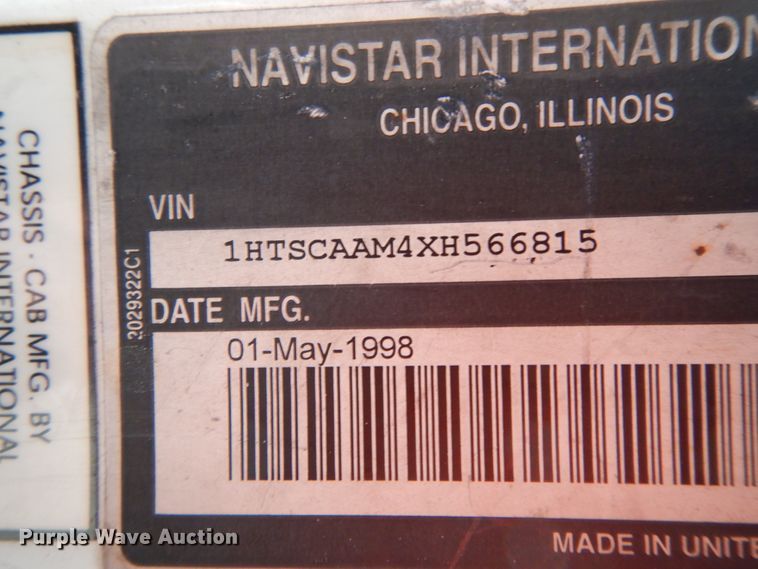 NAVISTAR INTERNATION
CHICAGO, ILLINOIS
VIN
1HTSCAAM4XH566815
DATE MFG.
01-May-1998
MADE IN UNITE
2029322C1
CHASSIS - CAB MFG. BY
NAVISTAR INTERNATIONAL
Purple Wave Auction